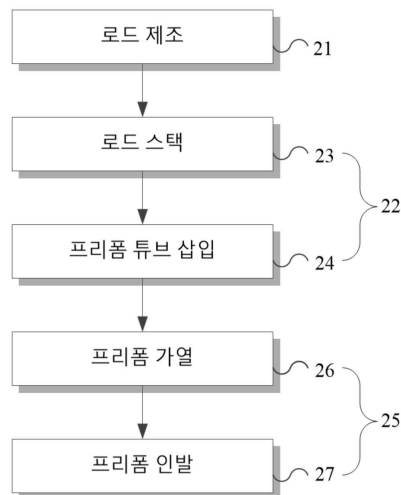 로드 제조
21
로드 스택
23
22
프리폼 튜브 삽입
24
프리폼 가열
26
25
프리폼 인발
27